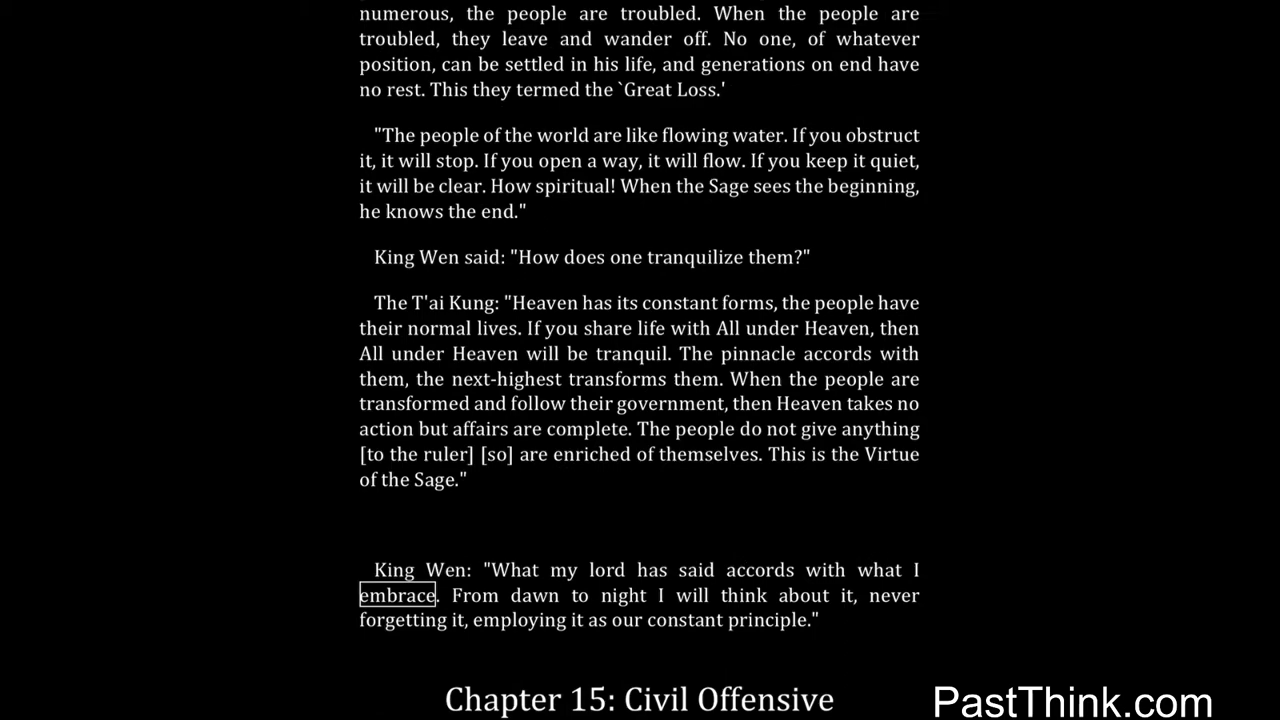 numerous, the people are troubled. When the people are
troubled, they leave and wander off. No one, of whatever
position, can be settled in his life, and generations on end have
no rest. This they termed the `Great Loss.'
"The people of the world are like flowing water. If you obstruct
it, it will stop. If you open a way, it will flow. If you keep it quiet,
it will be clear. How spiritual! When the Sage sees the beginning,
he knows the end."
King Wen said: "How does one tranquilize them?"
The T'ai Kung: "Heaven has its constant forms, the people have
their normal lives. If you share life with All under Heaven, then
All under Heaven will be tranquil. The pinnacle accords with
them, the next-highest transforms them. When the people are
transformed and follow their government, then Heaven takes no
action but affairs are complete. The people do not give anything
[to the ruler] [so] are enriched of themselves. This is the Virtue
of the Sage."
King Wen: "What my lord has said accords with what I
embrace. From dawn to night I will think about it, never
forgetting it, employing it as our constant principle."
Chapter 15: Civil Offensive
PastThink.com